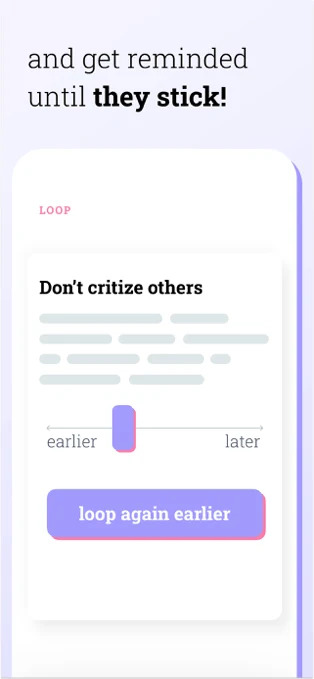 and get reminded
until they stick!
LOOP
Don't critize others
earlier
later
loop again earlier